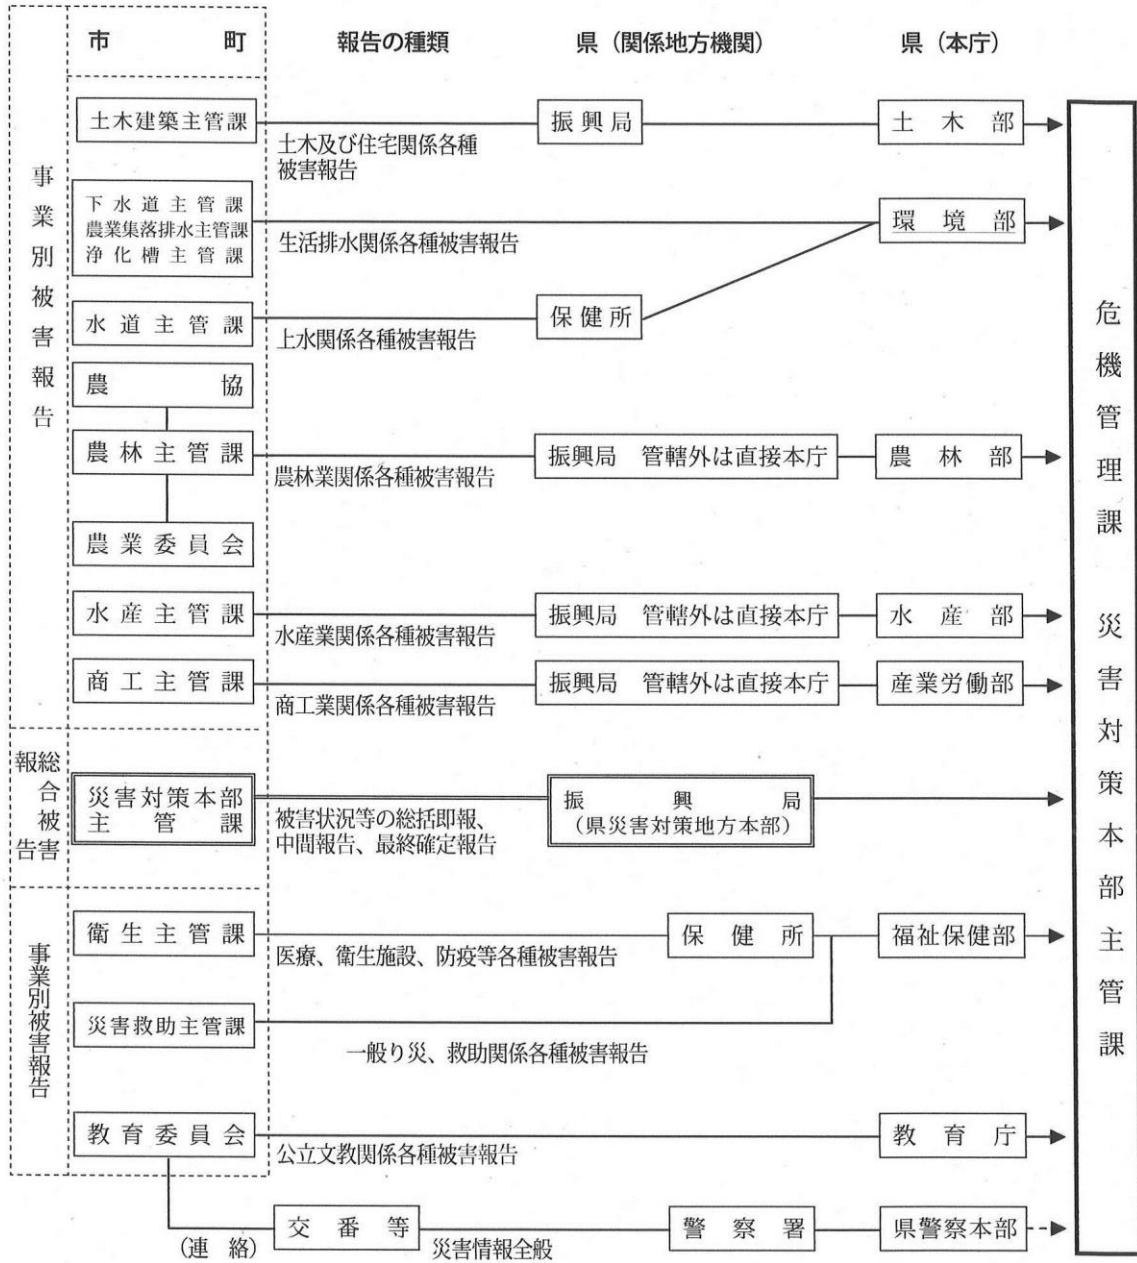 市町 報告の種類 県（関係地方機関） 県（本庁）
事業別被害報告
土木建築主管課
土木及び住宅関係各種
被害報告
振興局
土木部
下水道主管課
農業集落排水主管課
浄化槽主管課
生活排水関係各種被害報告
環境部
水道主管課
上水関係各種被害報告
保健所
農協
農林主管課
農林業関係各種被害報告
振興局 管轄外は直接本庁
農林部
農業委員会
水産主管課
水産業関係各種被害報告
振興局 管轄外は直接本庁
水産部
商工主管課
商工業関係各種被害報告
振興局 管轄外は直接本庁
産業労働部
総合被害報告
災害対策本部
主管課
被害状況等の総括即報、
中間報告、最終確定報告
振興局
（県災害対策地方本部）
事業別被害報告
衛生主管課
医療、衛生施設、防疫等各種被害報告
保健所
福祉保健部
災害救助主管課
一般り災、救助関係各種被害報告
教育委員会
公立文教関係各種被害報告
教育庁
（連絡）
交番等
災害情報全般
警察署
県警察本部
危機管理課 災害対策本部主管課